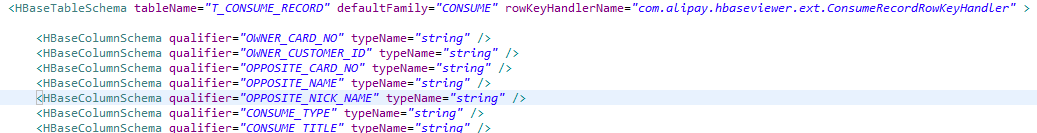 <HBaseTableSchema tableName="T_CONSUME_RECORD" defaultFamily="CONSUME" rowKeyHandlerName="com.alipay.hbaseviewer.ext.ConsumeRecordRowKeyHandler" >
<HBaseColumnSchema qualifier="OWNER_CARD_NO" typeName="string" />
<HBaseColumnSchema qualifier="OWNER_CUSTOMER_ID" typeName="string" />
<HBaseColumnSchema qualifier="OPPOSITE_CARD_NO" typeName="string" />
<HBaseColumnSchema qualifier="OPPOSITE_NAME" typeName="string" />
<HBaseColumnSchema qualifier="OPPOSITE_NICK_NAME" typeName="string" />
<HBaseColumnSchema qualifier="CONSUME_TYPE" typeName="string" />
<HBaseColumnSchema qualifier="CONSUME_TITLE" typeName="string" />